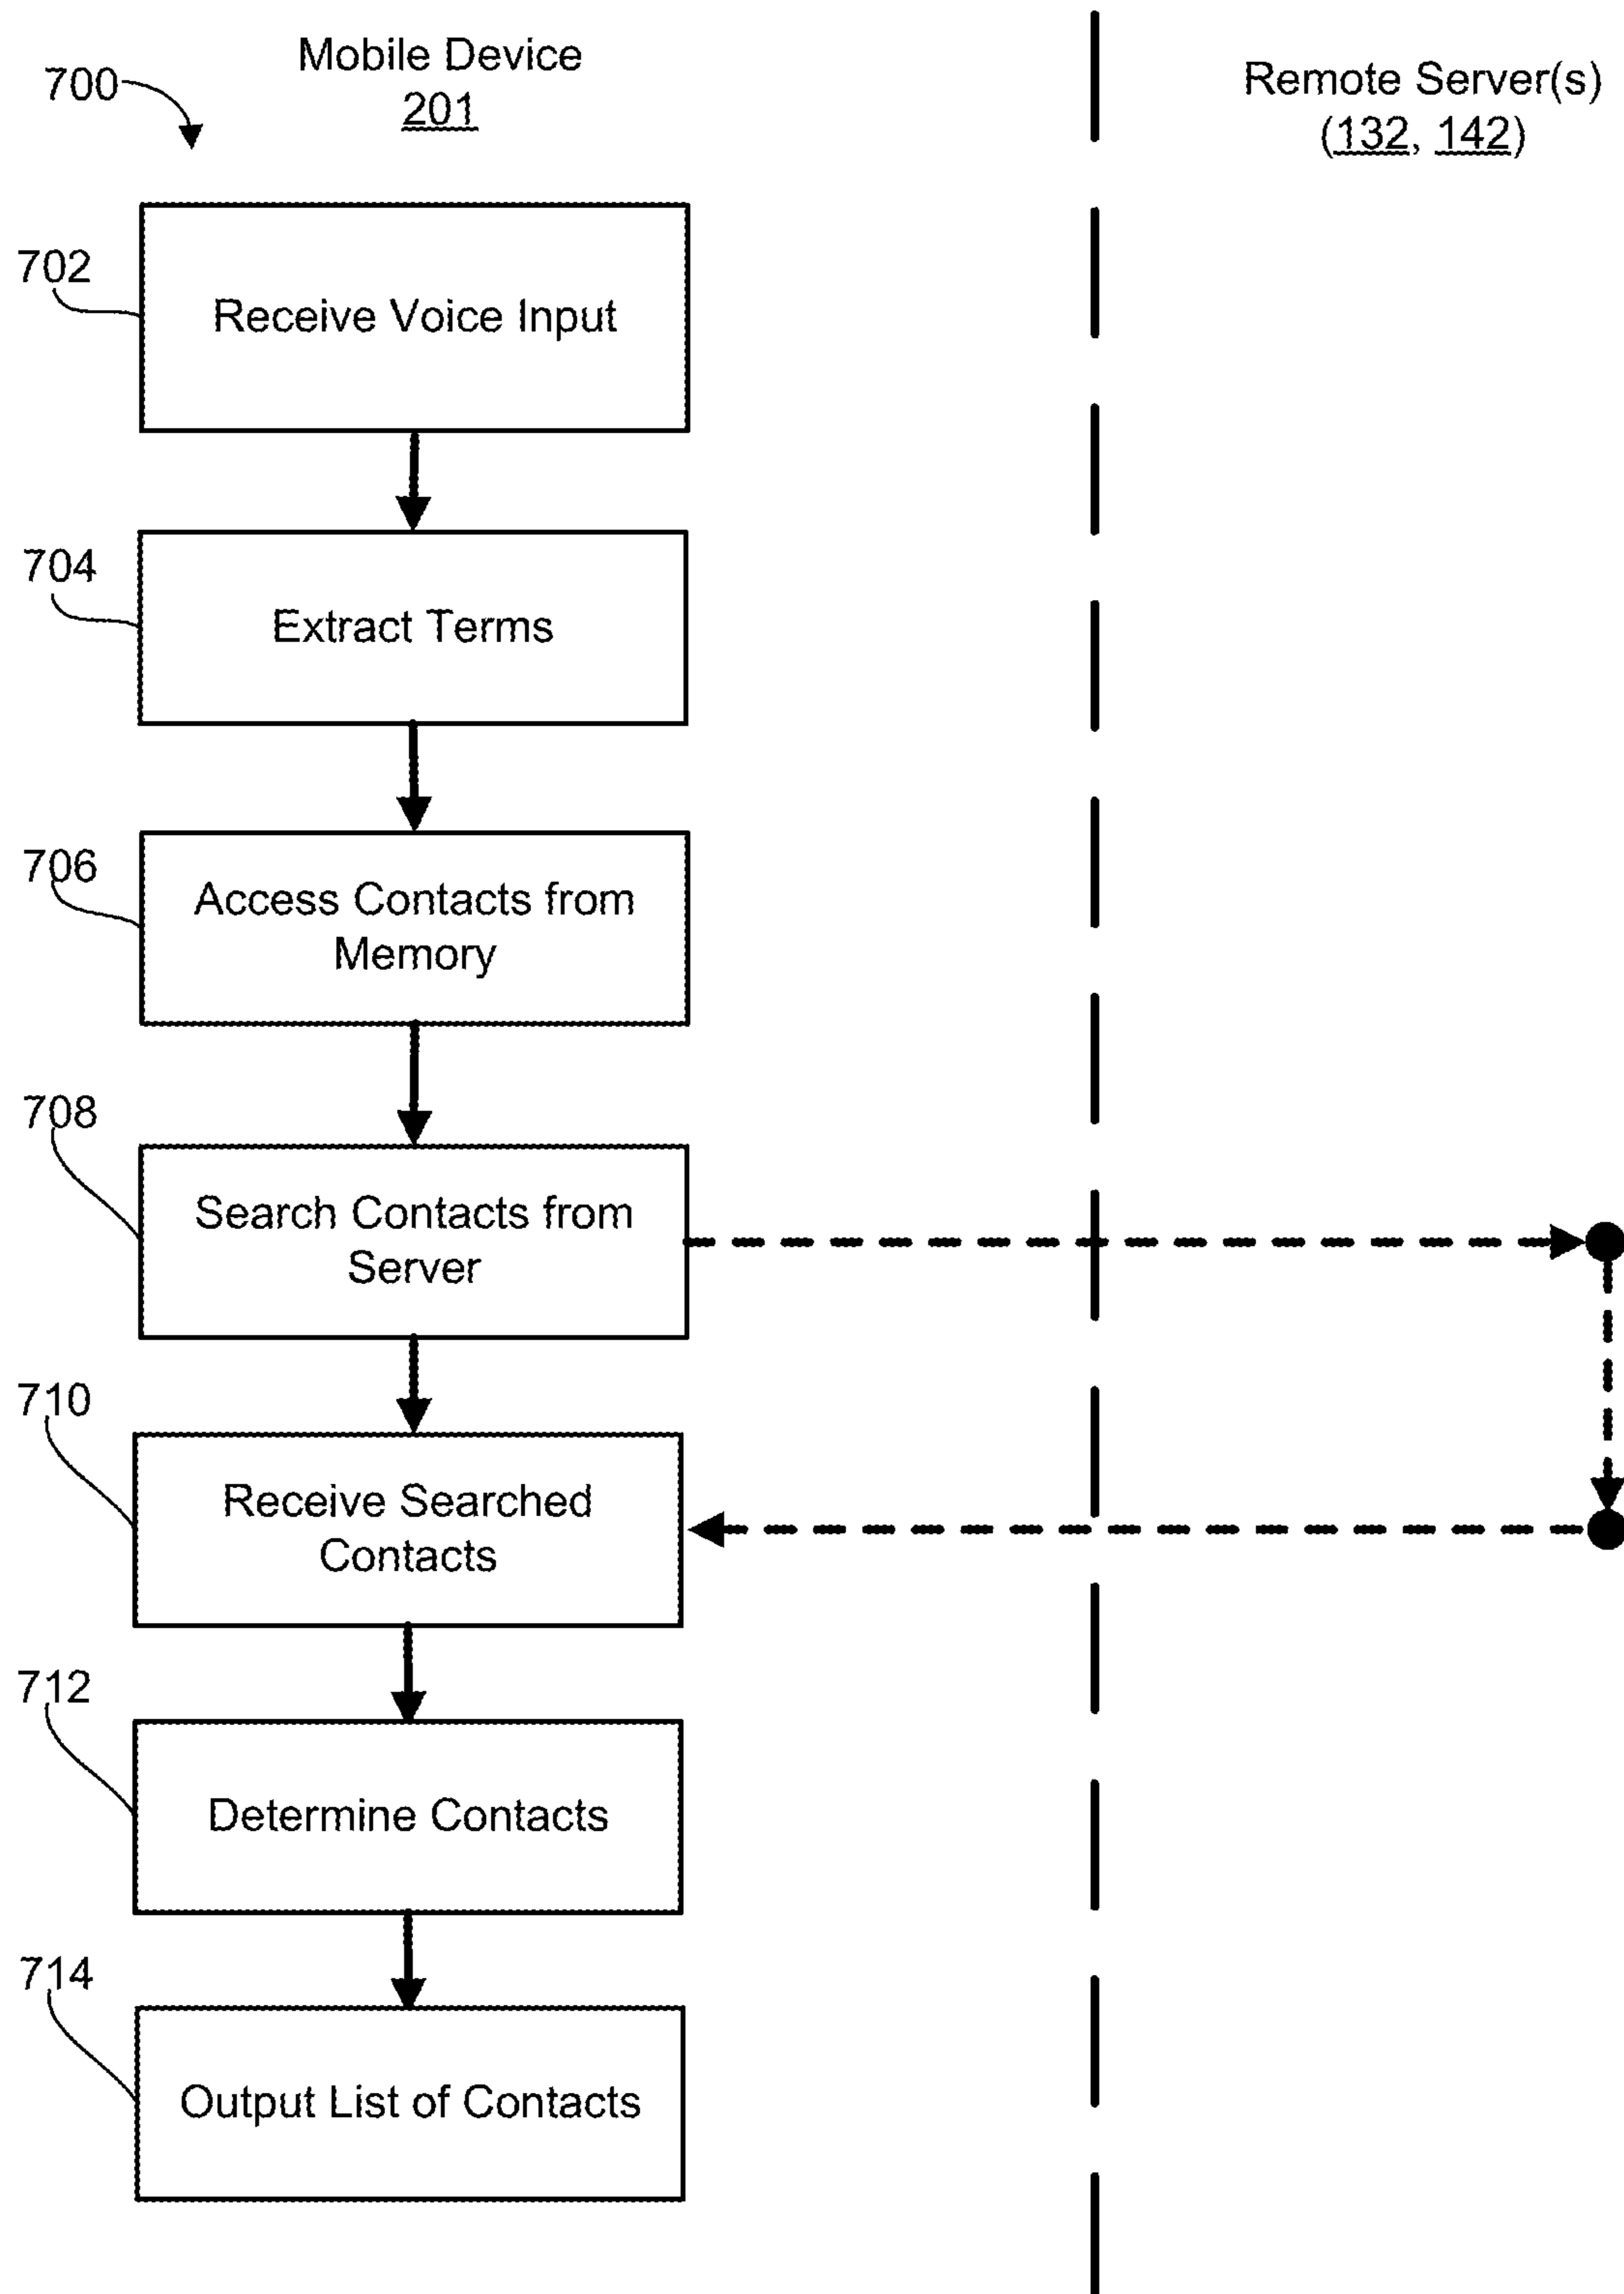 Mobile Device
201
700
Remote Server(s)
(132, 142)
702
Receive Voice Input
704
Extract Terms
706
Access Contacts from
Memory
708
Search Contacts from
Server
710
Receive Searched
Contacts
712
Determine Contacts
714
Output List of Contacts